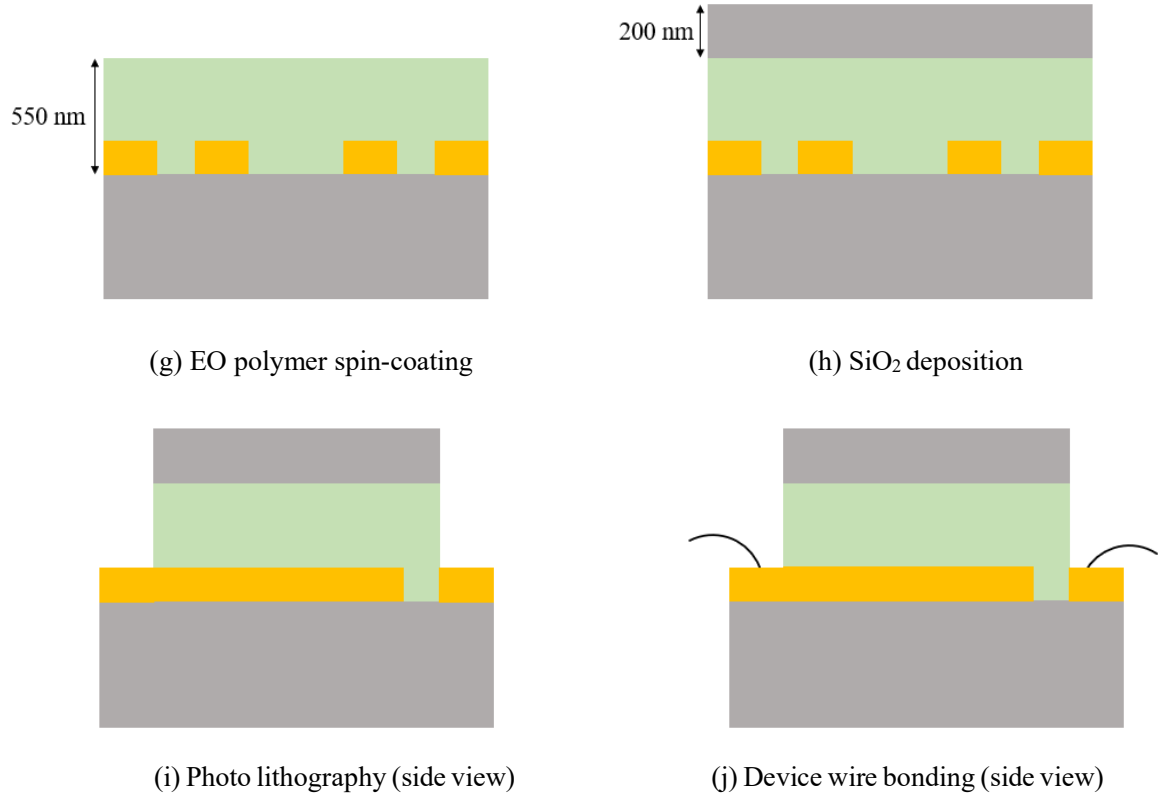 200 nm
550 nm
(g) EO polymer spin-coating
(h) SiO₂ deposition
(i) Photo lithography (side view)
(j) Device wire bonding (side view)